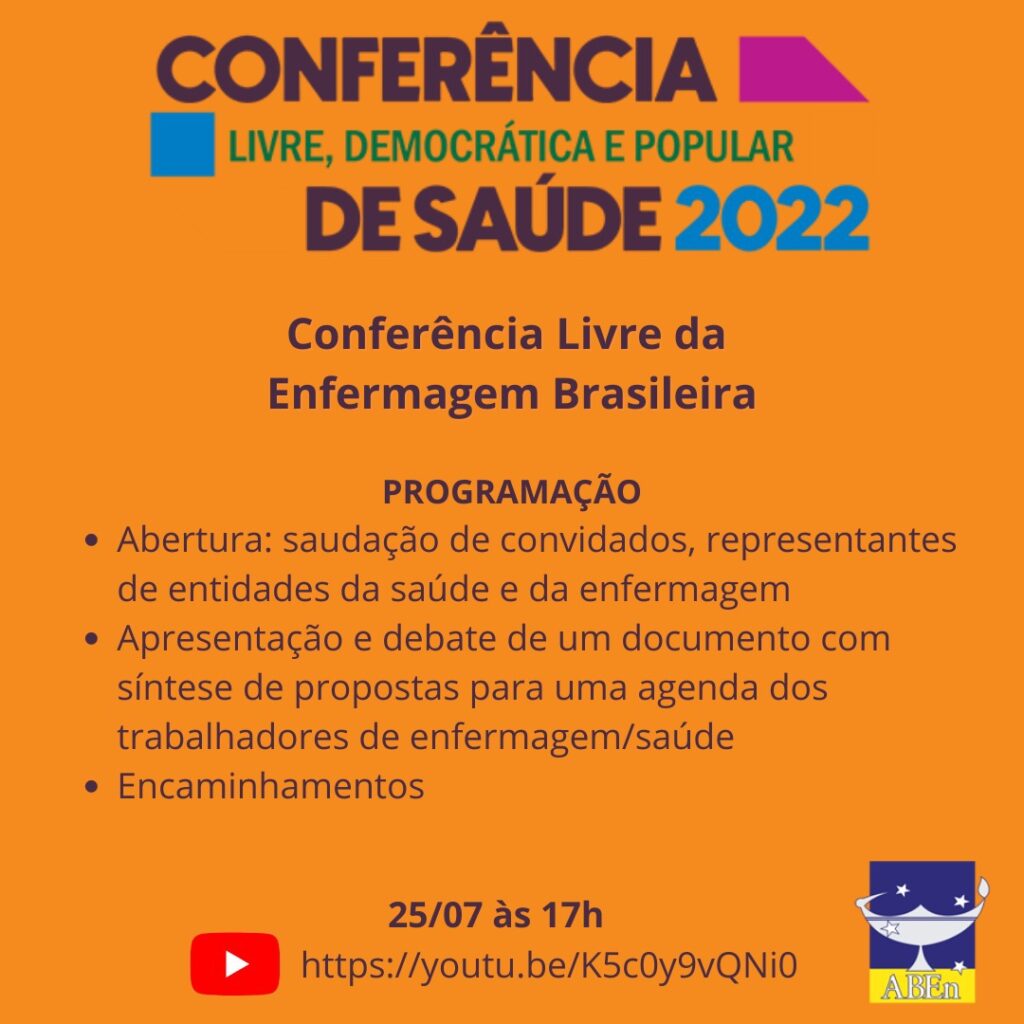 CONFERÊNCIA
LIVRE, DEMOCRÁTICA E POPULAR
DE SAÚDE 2022
Conferência Livre da
Enfermagem Brasileira
PROGRAMAÇÃO
• Abertura: saudação de convidados, representantes
de entidades da saúde e da enfermagem
• Apresentação e debate de um documento com
síntese de propostas para uma agenda dos
trabalhadores de enfermagem/saúde
• Encaminhamentos
25/07 às 17h
https://youtu.be/K5c0y9vQNi0
ABEn